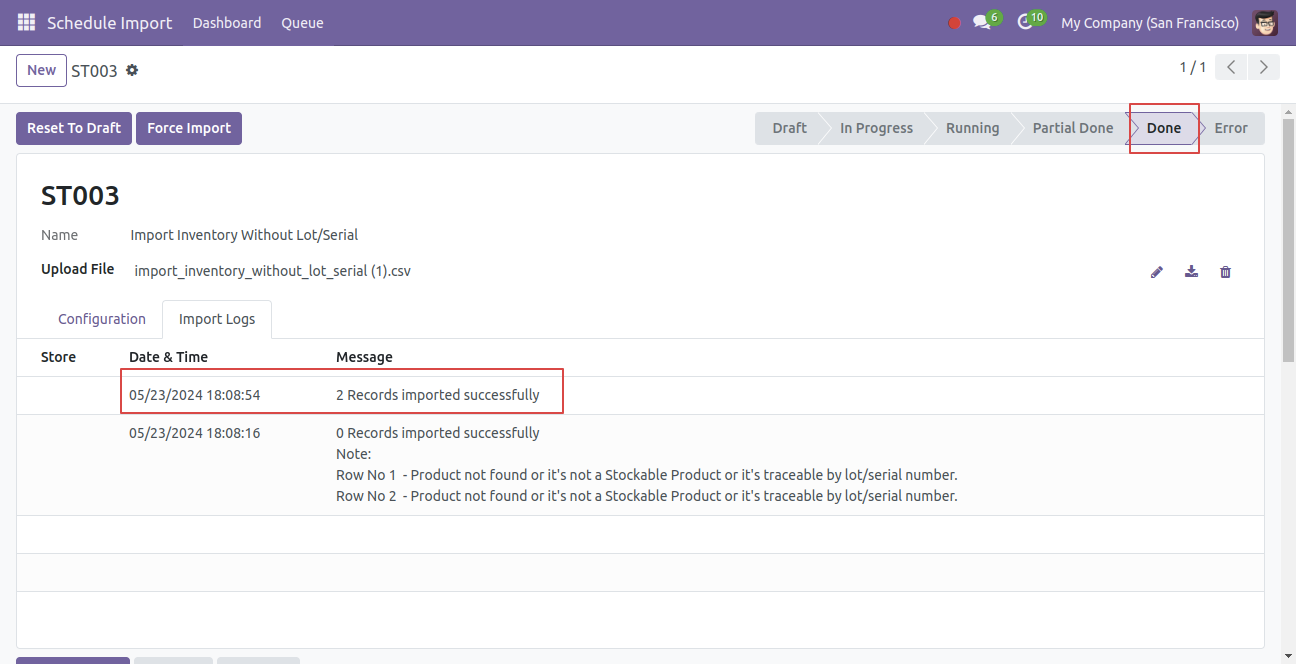 Schedule Import Dashboard Queue 6 10 My Company (San Francisco)
New ST003 1 / 1
Reset To Draft Force Import Draft In Progress Running Partial Done Done Error
ST003
Name Import Inventory Without Lot/Serial
Upload File import_inventory_without_lot_serial (1).csv
Configuration Import Logs
Store Date & Time Message
05/23/2024 18:08:54 2 Records imported successfully
05/23/2024 18:08:16 0 Records imported successfully
Note:
Row No 1 - Product not found or it's not a Stockable Product or it's traceable by lot/serial number.
Row No 2 - Product not found or it's not a Stockable Product or it's traceable by lot/serial number.